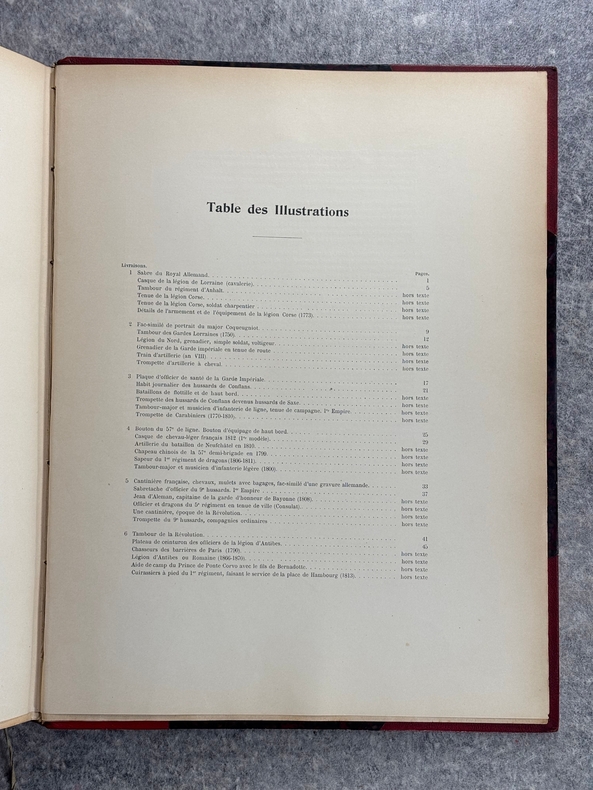 Table des Illustrations
Livraisons.
Pages.
1 Sabre du Royal Allemand. 1
Casque de la légion de Lorraine (cavalerie). 5
Tambour du régiment d'Anhalt. hors texte
Tenue de la légion Corse. hors texte
Tenue de la légion Corse, soldat charpentier hors texte
Détails de l'armement et de l'équipement de la légion Corse (1773). hors texte
2 Fac-similé de portrait du major Coqueugniot. 9
Tambour des Gardes Lorraines (1750). 12
Légion du Nord, grenadier, simple soldat, voltigeur. hors texte
Grenadier de la Garde impériale en tenue de route hors texte
Train d'artillerie (an VIII) hors texte
Trompette d'artillerie à cheval. hors texte
3 Plaque d'officier de santé de la Garde Impériale. 17
Habit journalier des hussards de Conflans. 21
Bataillons de flottille et de haut bord. hors texte
Trompette des hussards de Conflans devenus hussards de Saxe. hors texte
Tambour-major et musicien d'infanterie de ligne, tenue de campagne. 1er Empire. hors texte
Trompette de Carabiniers (1779-1889). hors texte
4 Bouton du 57e de ligne. Bouton d'équipage de haut bord. 25
Casque de chevau-léger français 1812 (1er modèle). 29
Artillerie du bataillon de Neufchâtel en 1810. hors texte
Chapeau chinois de la 57e demi-brigade en 1799. hors texte
Sapeur du 1er régiment de dragons (1806-1811). hors texte
Tambour-major et musicien d'infanterie légère (1800). hors texte
5 Cantinière française, chevaux, mulets avec bagages, fac-similé d'une gravure allemande. 33
Sabretache d'officier du 9e hussards. 1er Empire 37
Jean d'Aleman, capitaine de la garde d'honneur de Bayonne (1808). hors texte
Officier et dragons du 5e régiment en tenue de ville (Consulat). hors texte
Une cantinière, époque de la Révolution. hors texte
Trompette du 9e hussards, compagnies ordinaires hors texte
6 Tambour de la Révolution. 41
Plateau de ceinturon des officiers de la légion d'Antibes. 45
Chasseurs des barrières de Paris (1790). hors texte
Légion d'Antibes ou Romaine (1866-1870). hors texte
Aide de camp du Prince de Ponte Corvo avec le fils de Bernadotte. hors texte
Cuirassiers à pied du 1er régiment, faisant le service de la place de Hambourg (1813). hors texte